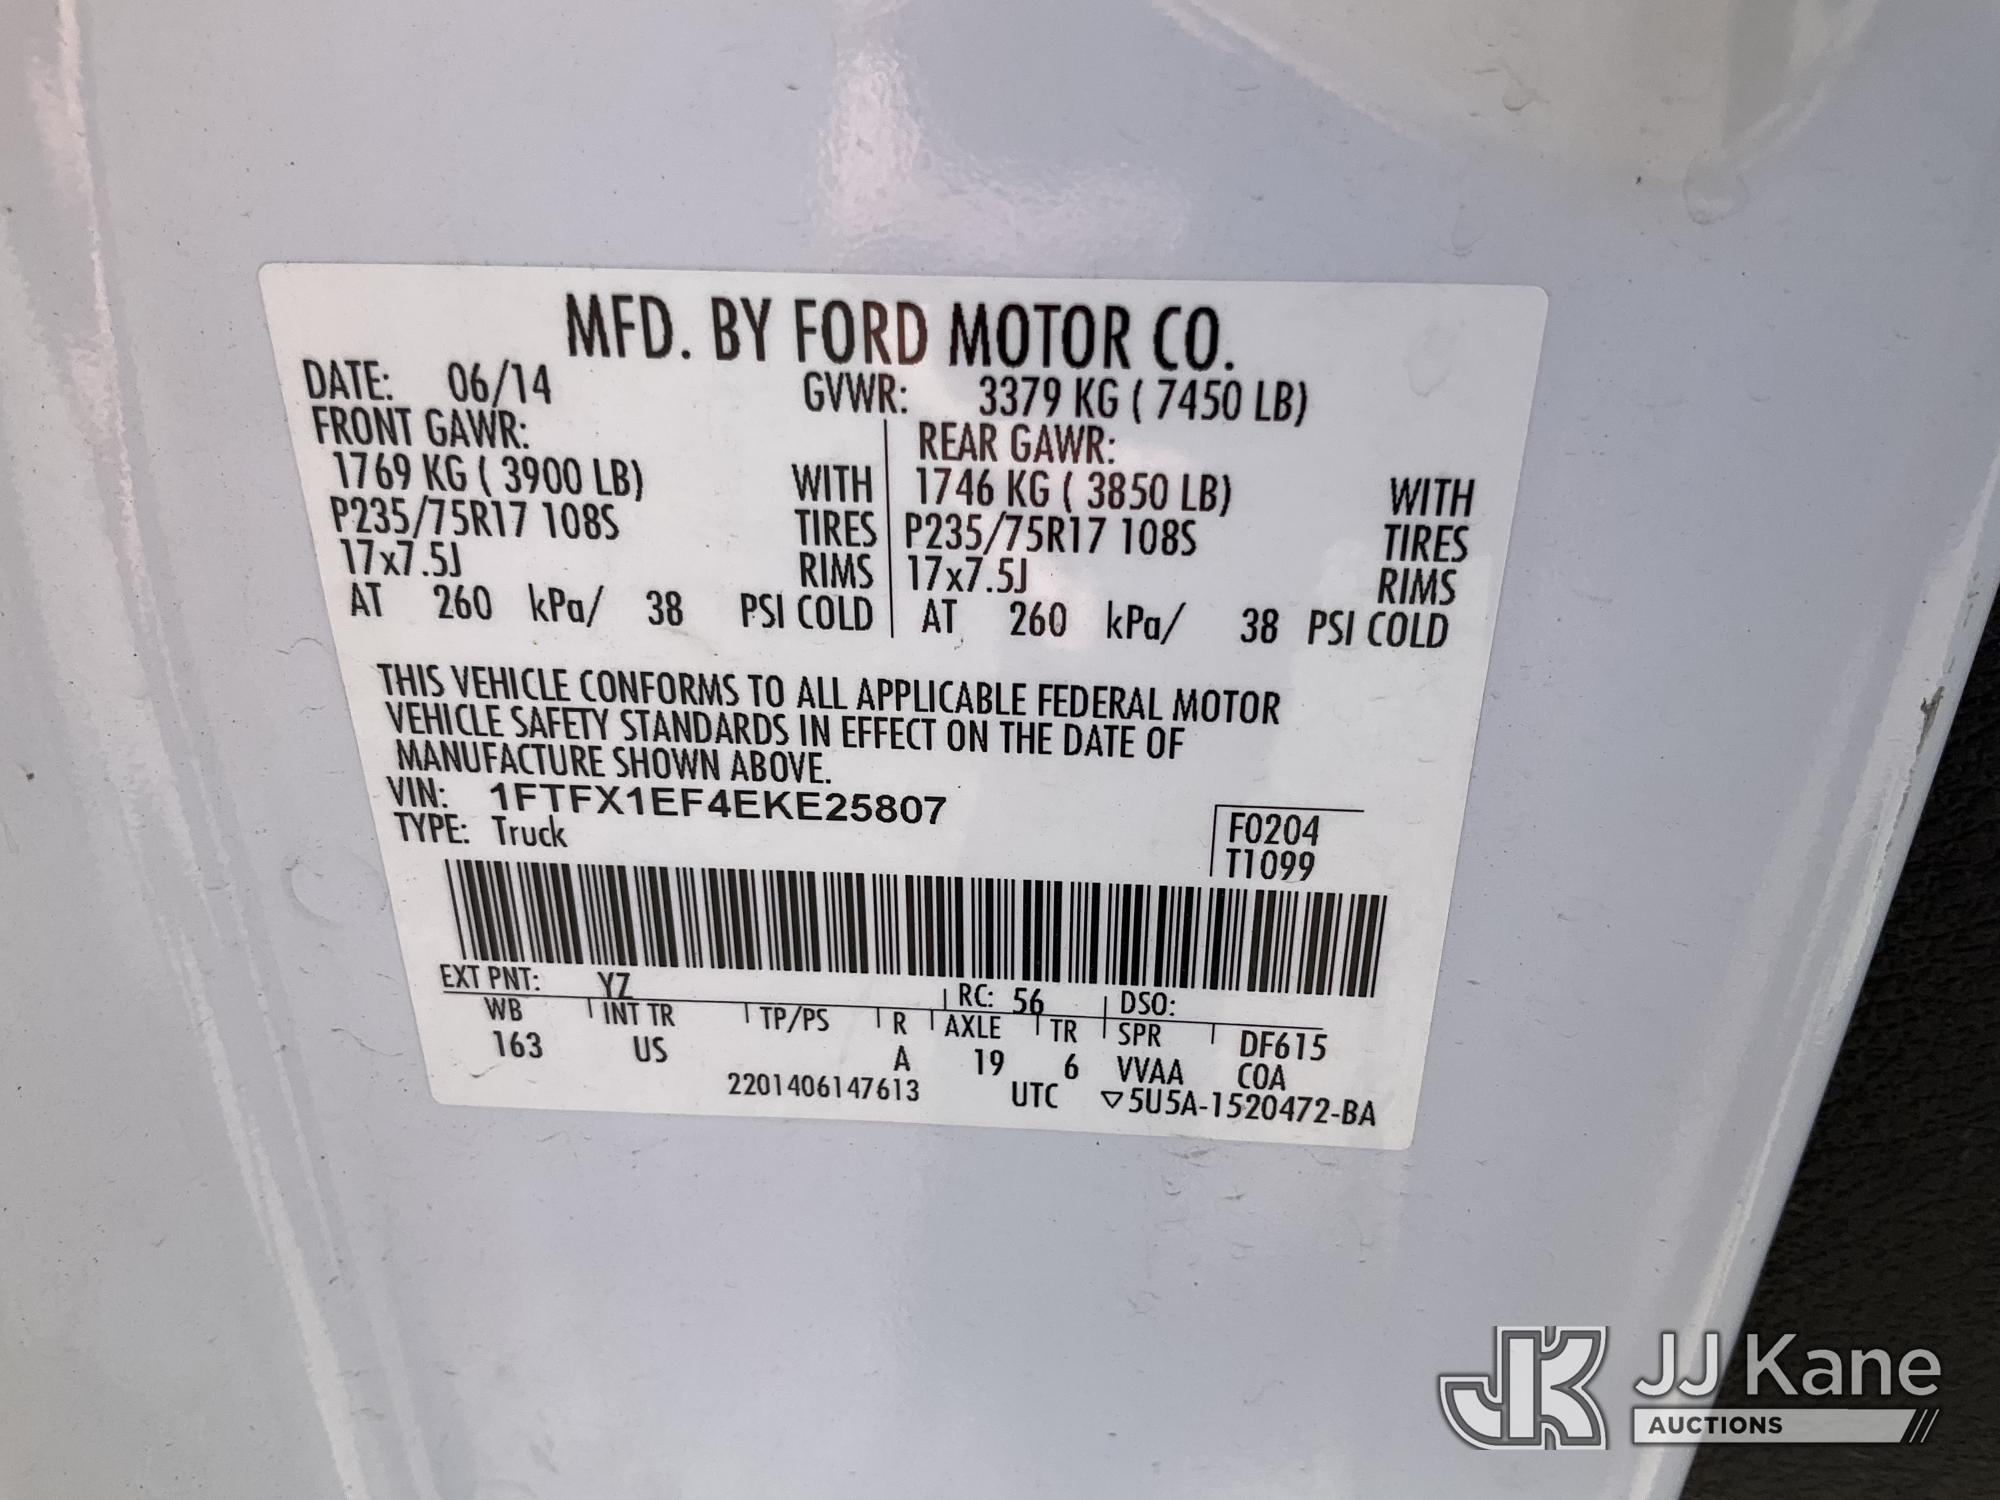 MFD. BY FORD MOTOR CO.
DATE: 06/14 GVWR: 3379 KG ( 7450 LB)
FRONT GAWR: REAR GAWR:
1769 KG ( 3900 LB) WITH 1746 KG ( 3850 LB) WITH
P235/75R17 108S TIRES P235/75R17 108S TIRES
17x7.5J RIMS 17x7.5J RIMS
AT 260 kPa/ 38 PSI COLD AT 260 kPa/ 38 PSI COLD
THIS VEHICLE CONFORMS TO ALL APPLICABLE FEDERAL MOTOR
VEHICLE SAFETY STANDARDS IN EFFECT ON THE DATE OF
MANUFACTURE SHOWN ABOVE.
VIN: 1FTFX1EF4EKE25807 F0204
TYPE: Truck T1099
EXT PNT: YZ RC: 56 DSO:
WB INT TR TP/PS R AXLE TR SPR DF615
163 US A 19 6 VVAA COA
2201406147613 UTC ▽5U5A-1520472-BA
JK JJ Kane
AUCTIONS